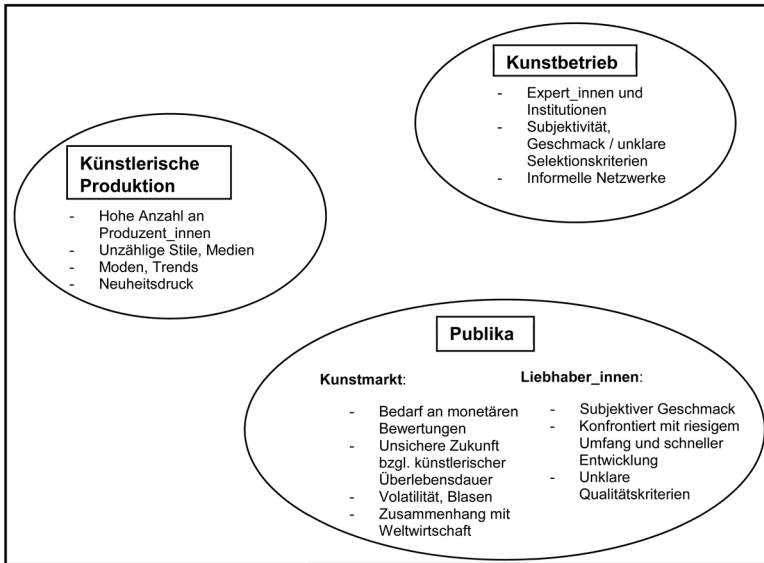 Kunstbetrieb
- Expert_innen und
Institutionen
- Subjektivität,
Geschmack / unklare
Selektionskriterien
- Informelle Netzwerke
Künstlerische
Produktion
- Hohe Anzahl an
Produzent_innen
- Unzählige Stile, Medien
- Moden, Trends
- Neuheitsdruck
Publika
Kunstmarkt:
- Bedarf an monetären
Bewertungen
- Unsichere Zukunft
bzgl. künstlerischer
Überlebensdauer
- Volatilität, Blasen
- Zusammenhang mit
Weltwirtschaft
Liebhaber_innen:
- Subjektiver Geschmack
- Konfrontiert mit riesigem
Umfang und schneller
Entwicklung
- Unklare
Qualitätskriterien